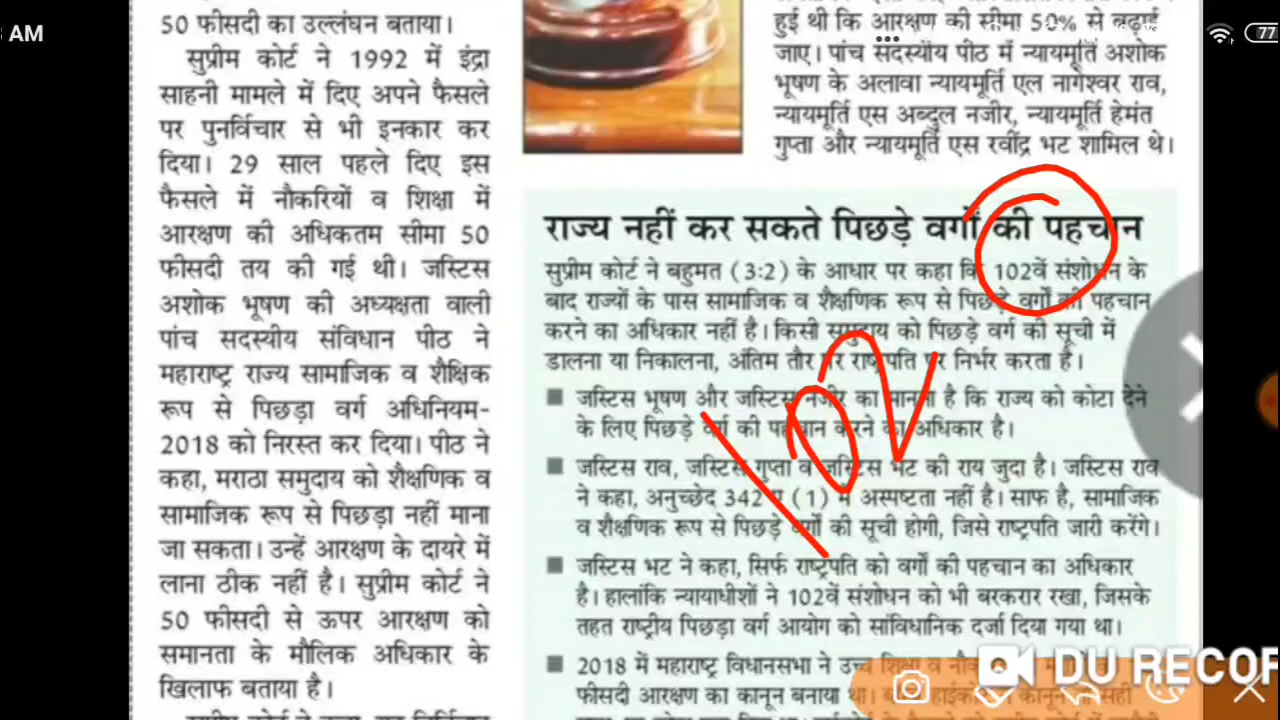 AM
77
50 फीसदी का उल्लंघन बताया।
सुप्रीम कोर्ट ने 1992 में इंद्रा
साहनी मामले में दिए अपने फैसले
पर पुनर्विचार से भी इनकार कर
दिया। 29 साल पहले दिए इस
फैसले में नौकरियों व शिक्षा में
आरक्षण की अधिकतम सीमा 50
फीसदी तय की गई थी। जस्टिस
अशोक भूषण की अध्यक्षता वाली
पांच सदस्यीय संविधान पीठ ने
महाराष्ट्र राज्य सामाजिक व शैक्षिक
रूप से पिछड़ा वर्ग अधिनियम-
2018 को निरस्त कर दिया। पीठ ने
कहा, मराठा समुदाय को शैक्षणिक व
सामाजिक रूप से पिछड़ा नहीं माना
जा सकता। उन्हें आरक्षण के दायरे में
लाना ठीक नहीं है। सुप्रीम कोर्ट ने
50 फीसदी से ऊपर आरक्षण को
समानता के मौलिक अधिकार के
खिलाफ बताया है।
हुई थी कि आरक्षण की सीमा 50% से बढ़ाई
जाए। पांच सदस्यीय पीठ में न्यायमूर्ति अशोक
भूषण के अलावा न्यायमूर्ति एल नागेश्वर राव,
न्यायमूर्ति एस अब्दुल नजीर, न्यायमूर्ति हेमंत
गुप्ता और न्यायमूर्ति एस रवींद्र भट शामिल थे।
राज्य नहीं कर सकते पिछड़े वर्गों की पहचान
सुप्रीम कोर्ट ने बहुमत (3:2) के आधार पर कहा कि 102वें संशोधन के
बाद राज्यों के पास सामाजिक व शैक्षणिक रूप से पिछड़े वर्गों की पहचान
करने का अधिकार नहीं है। किसी समुदाय को पिछड़े वर्ग की सूची में
डालना या निकालना, अंतिम तौर पर राष्ट्रपति पर निर्भर करता है।
जस्टिस भूषण और जस्टिस नजीर का मानना है कि राज्य को कोटा देने
के लिए पिछड़े वर्ग की पहचान करने का अधिकार है।
जस्टिस राव, जस्टिस गुप्ता व जस्टिस भट की राय जुदा है। जस्टिस राव
ने कहा, अनुच्छेद 342 ए (1) में अस्पष्टता नहीं है। साफ है, सामाजिक
व शैक्षणिक रूप से पिछड़े वर्गों की सूची होगी, जिसे राष्ट्रपति जारी करेंगे।
जस्टिस भट ने कहा, सिर्फ राष्ट्रपति को वर्गों की पहचान का अधिकार
है। हालांकि न्यायाधीशों ने 102वें संशोधन को भी बरकरार रखा, जिसके
तहत राष्ट्रीय पिछड़ा वर्ग आयोग को सांविधानिक दर्जा दिया गया था।
2018 में महाराष्ट्र विधानसभा ने उच्च शिक्षा व
फीसदी आरक्षण का कानून बनाया था।
102
DU RECOR